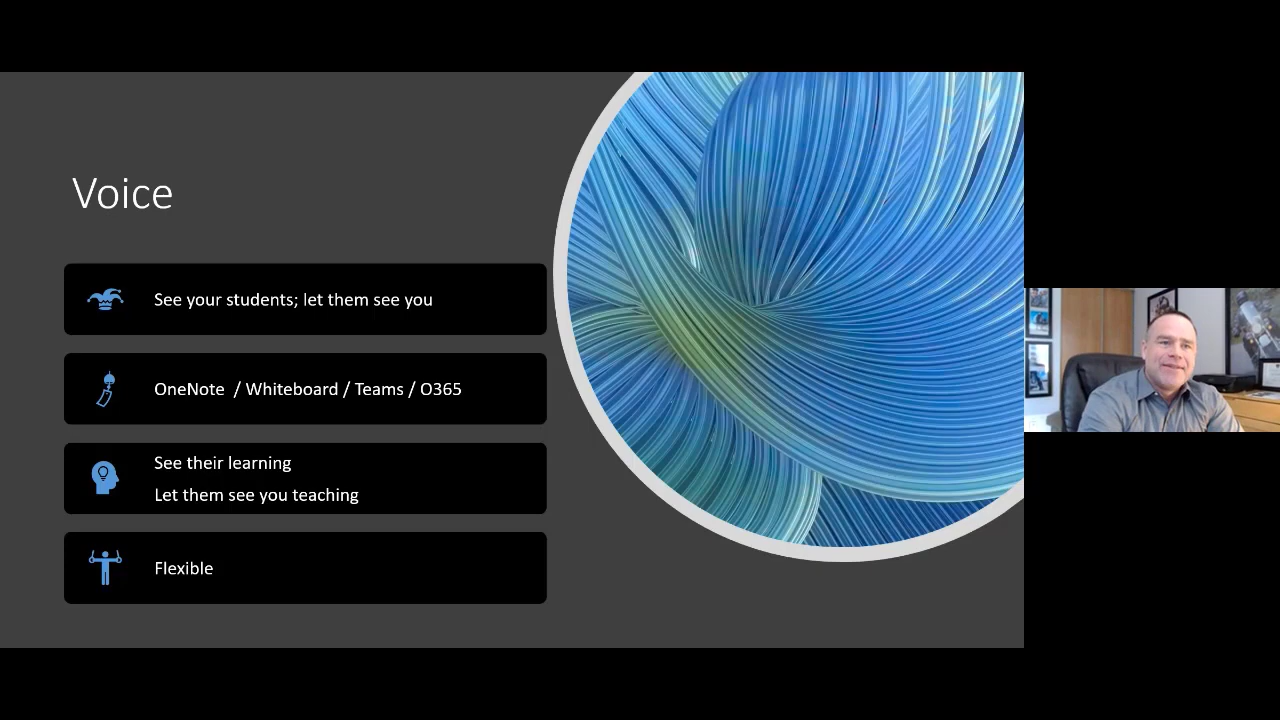 Voice
See your students; let them see you
OneNote / Whiteboard / Teams / O365
See their learning
Let them see you teaching
Flexible